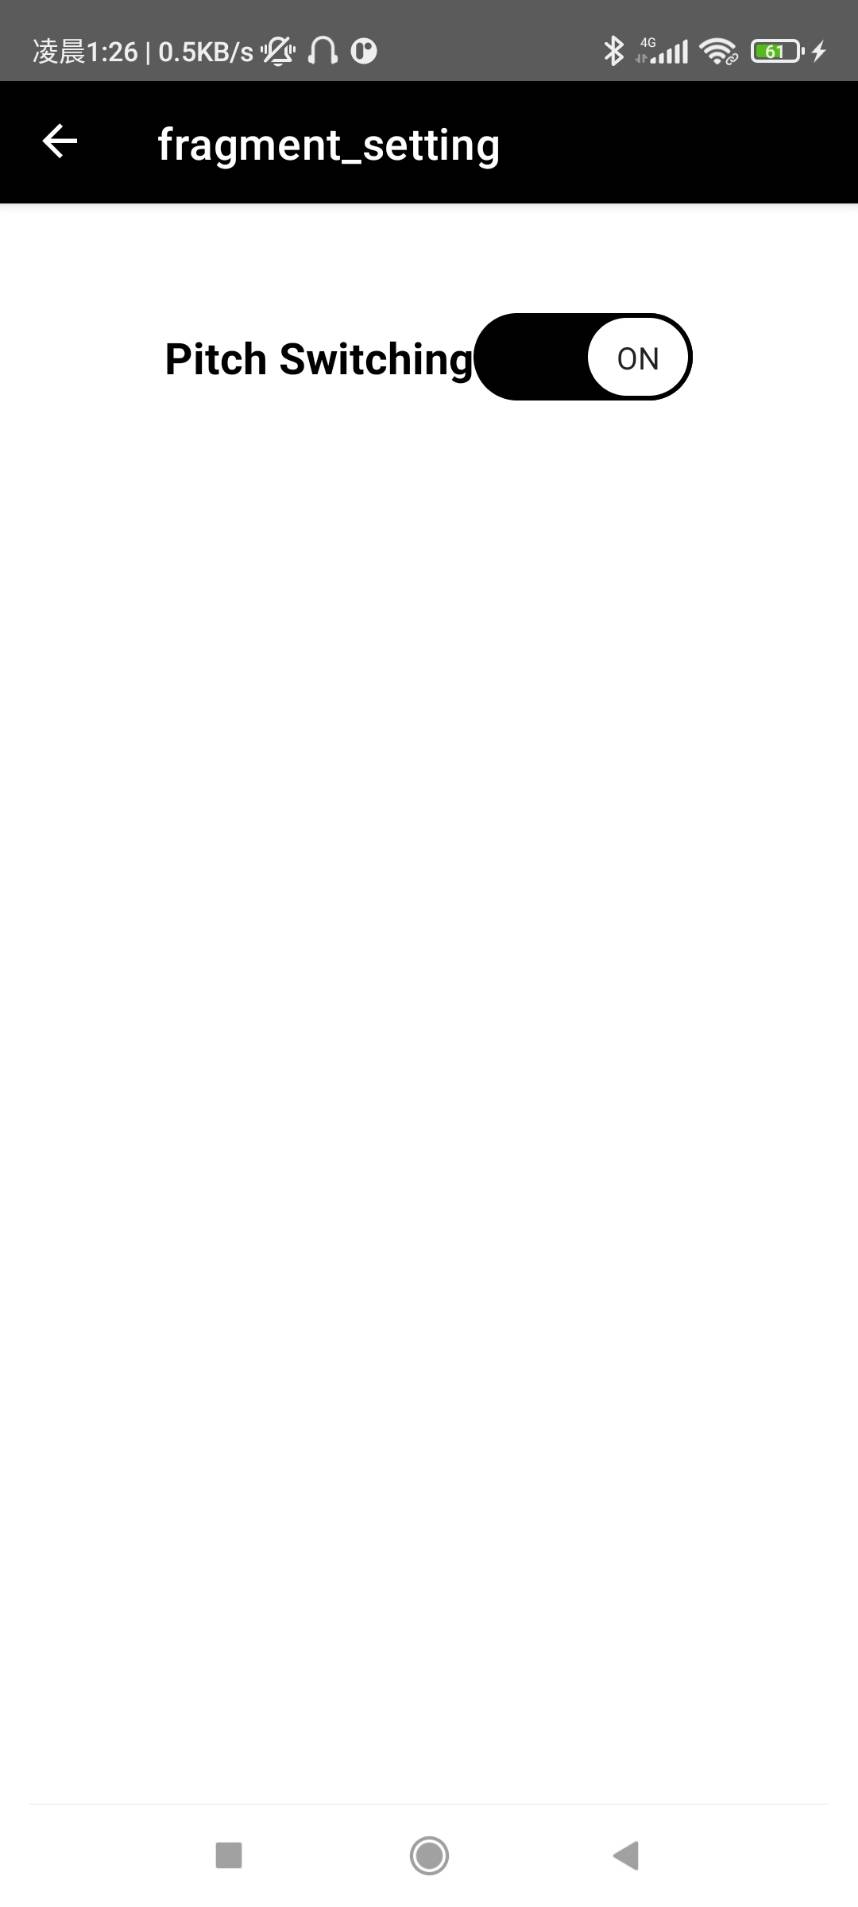 凌晨1:26 | 0.5KB/s 4G 61
fragment_setting
Pitch Switching ON